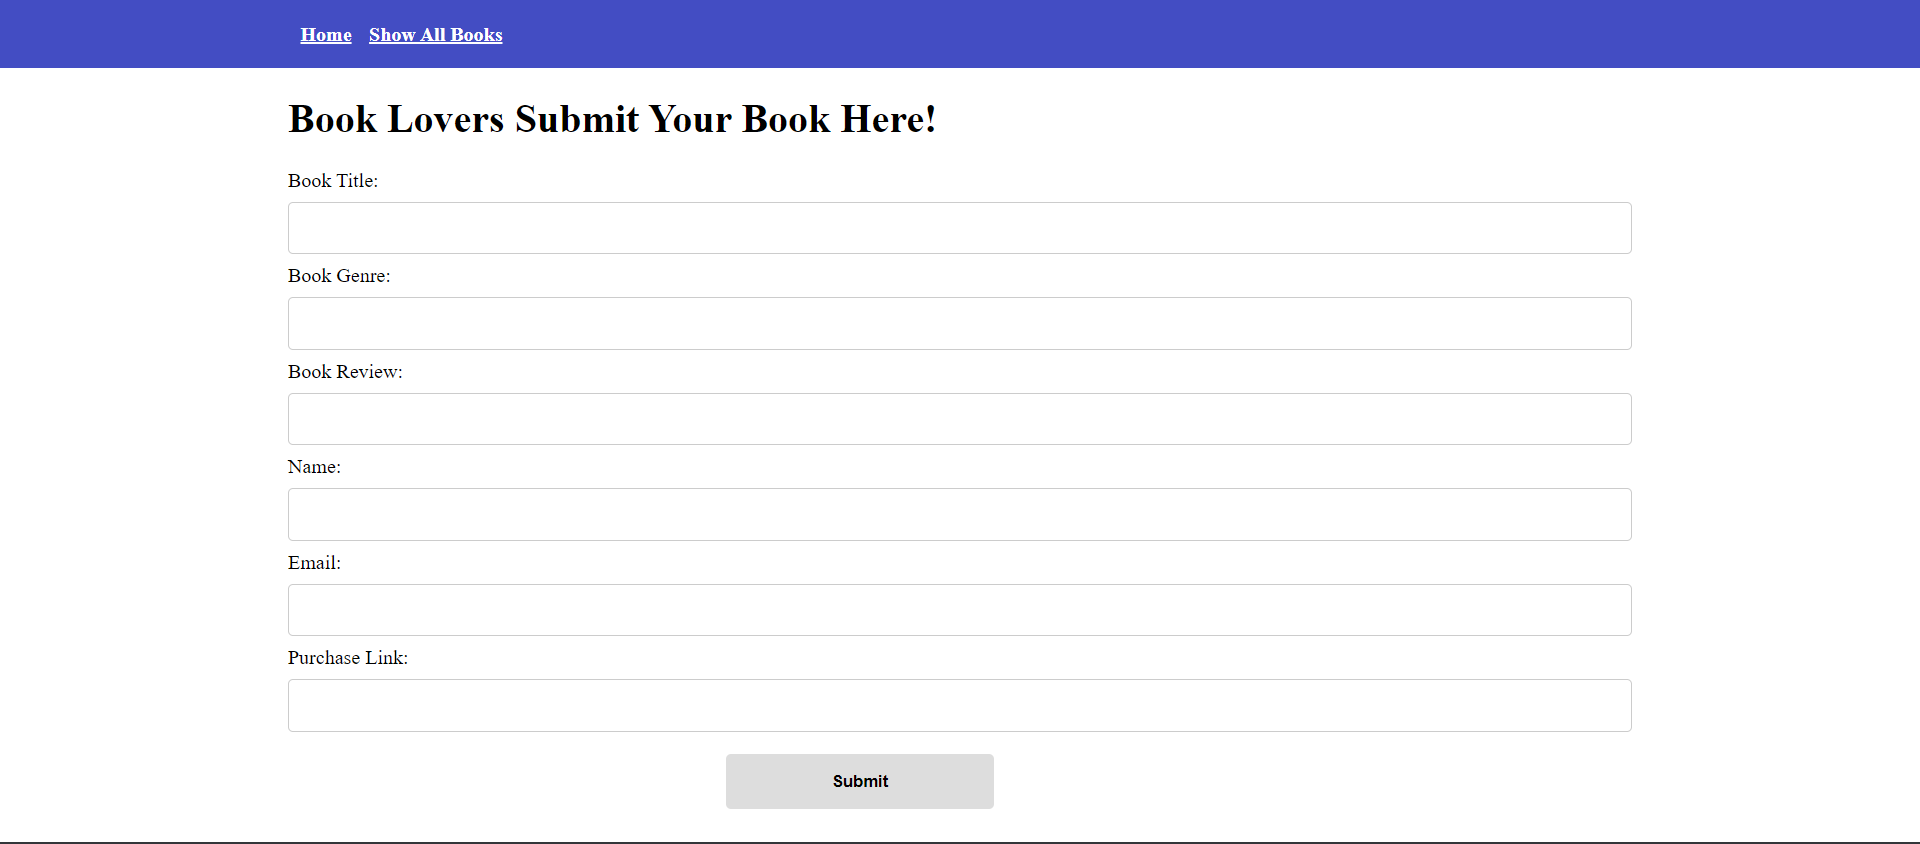 Home Show All Books
Book Lovers Submit Your Book Here!
Book Title:
Book Genre:
Book Review:
Name:
Email:
Purchase Link:
Submit